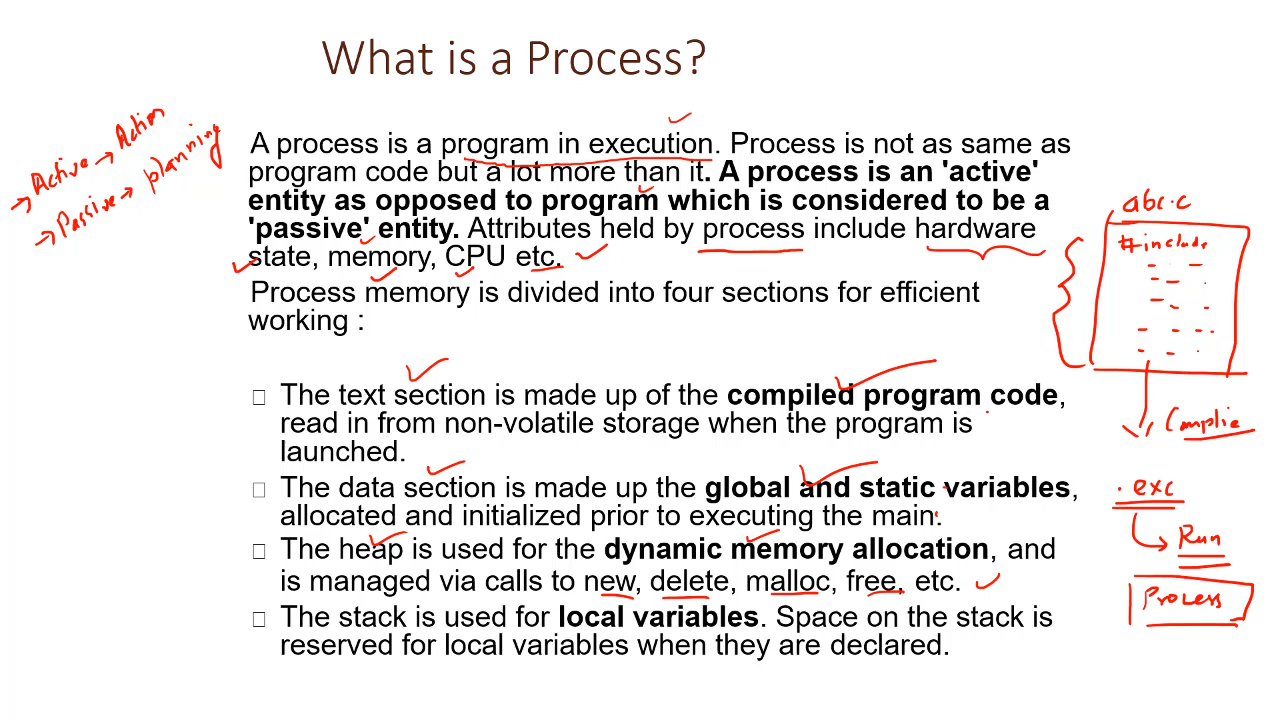 What is a Process?
→ Active → Action
→ Passive → planning
A process is a program in execution. Process is not as same as
program code but a lot more than it. A process is an 'active'
entity as opposed to program which is considered to be a
'passive' entity. Attributes held by process include hardware
state, memory, CPU etc.
Process memory is divided into four sections for efficient
working :
The text section is made up of the compiled program code,
read in from non-volatile storage when the program is
launched.
The data section is made up the global and static variables,
allocated and initialized prior to executing the main.
The heap is used for the dynamic memory allocation, and
is managed via calls to new, delete, malloc, free, etc.
The stack is used for local variables. Space on the stack is
reserved for local variables when they are declared.
abc.c
#include
Complie
.exc
Run
Process